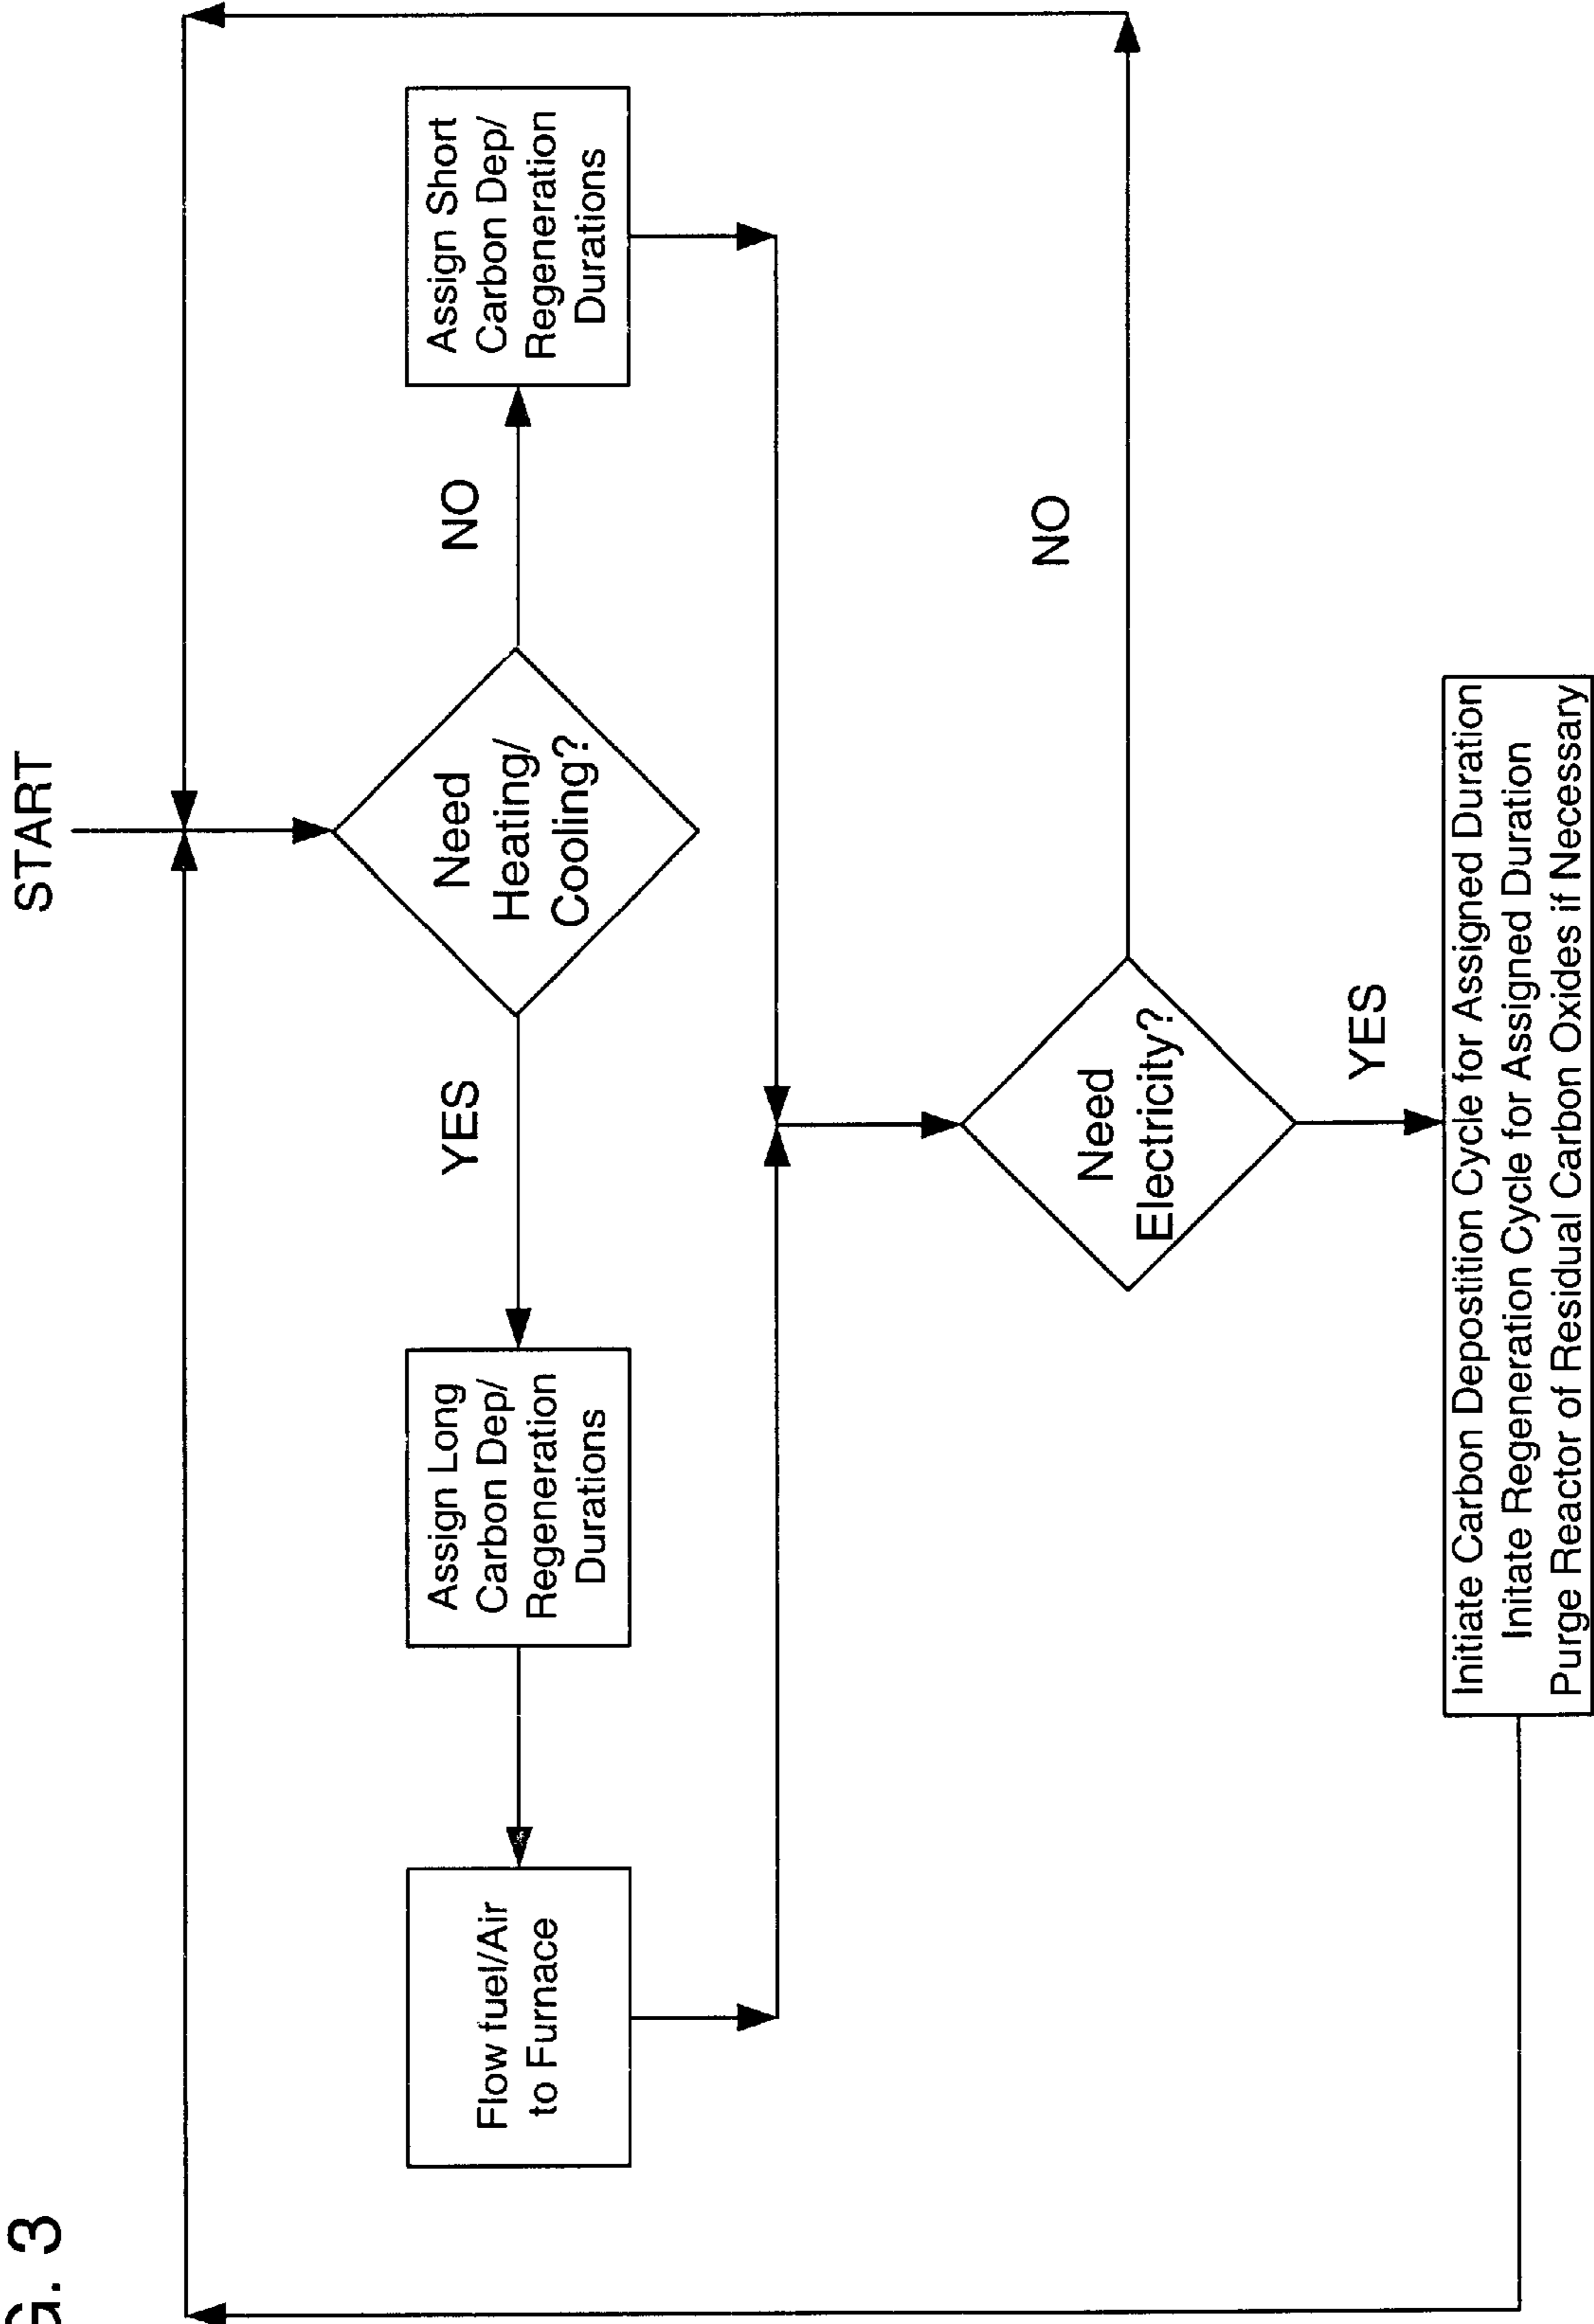 G. 3
START
Need
Heating/
Cooling?
YES
NO
Flow fuel/Air
to Furnace
Assign Long
Carbon Dep/
Regeneration
Durations
Assign Short
Carbon Dep/
Regeneration
Durations
Need
Electricity?
NO
YES
Initiate Carbon Depostition Cycle for Assigned Duration
Initate Regeneration Cycle for Assigned Duration
Purge Reactor of Residual Carbon Oxides if Necessary